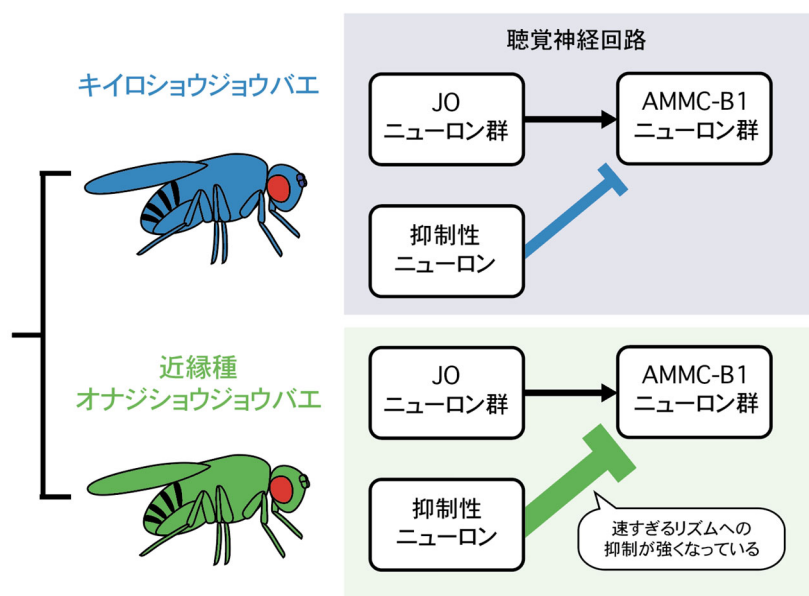 聴覚神経回路
キイロショウジョウバエ
JO
ニューロン群
AMMC-B1
ニューロン群
抑制性
ニューロン
近縁種
オナジショウジョウバエ
JO
ニューロン群
AMMC-B1
ニューロン群
抑制性
ニューロン
速すぎるリズムへの
抑制が強くなっている